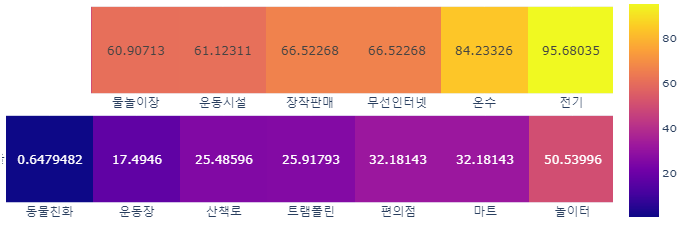 60.90713 61.12311 66.52268 66.52268 84.23326 95.68035
물놀이장 운동시설 장작판매 무선인터넷 온수 전기
0.6479482 17.4946 25.48596 25.91793 32.18143 32.18143 50.53996
동물친화 운동장 산책로 트램폴린 편의점 마트 놀이터
80
60
40
20